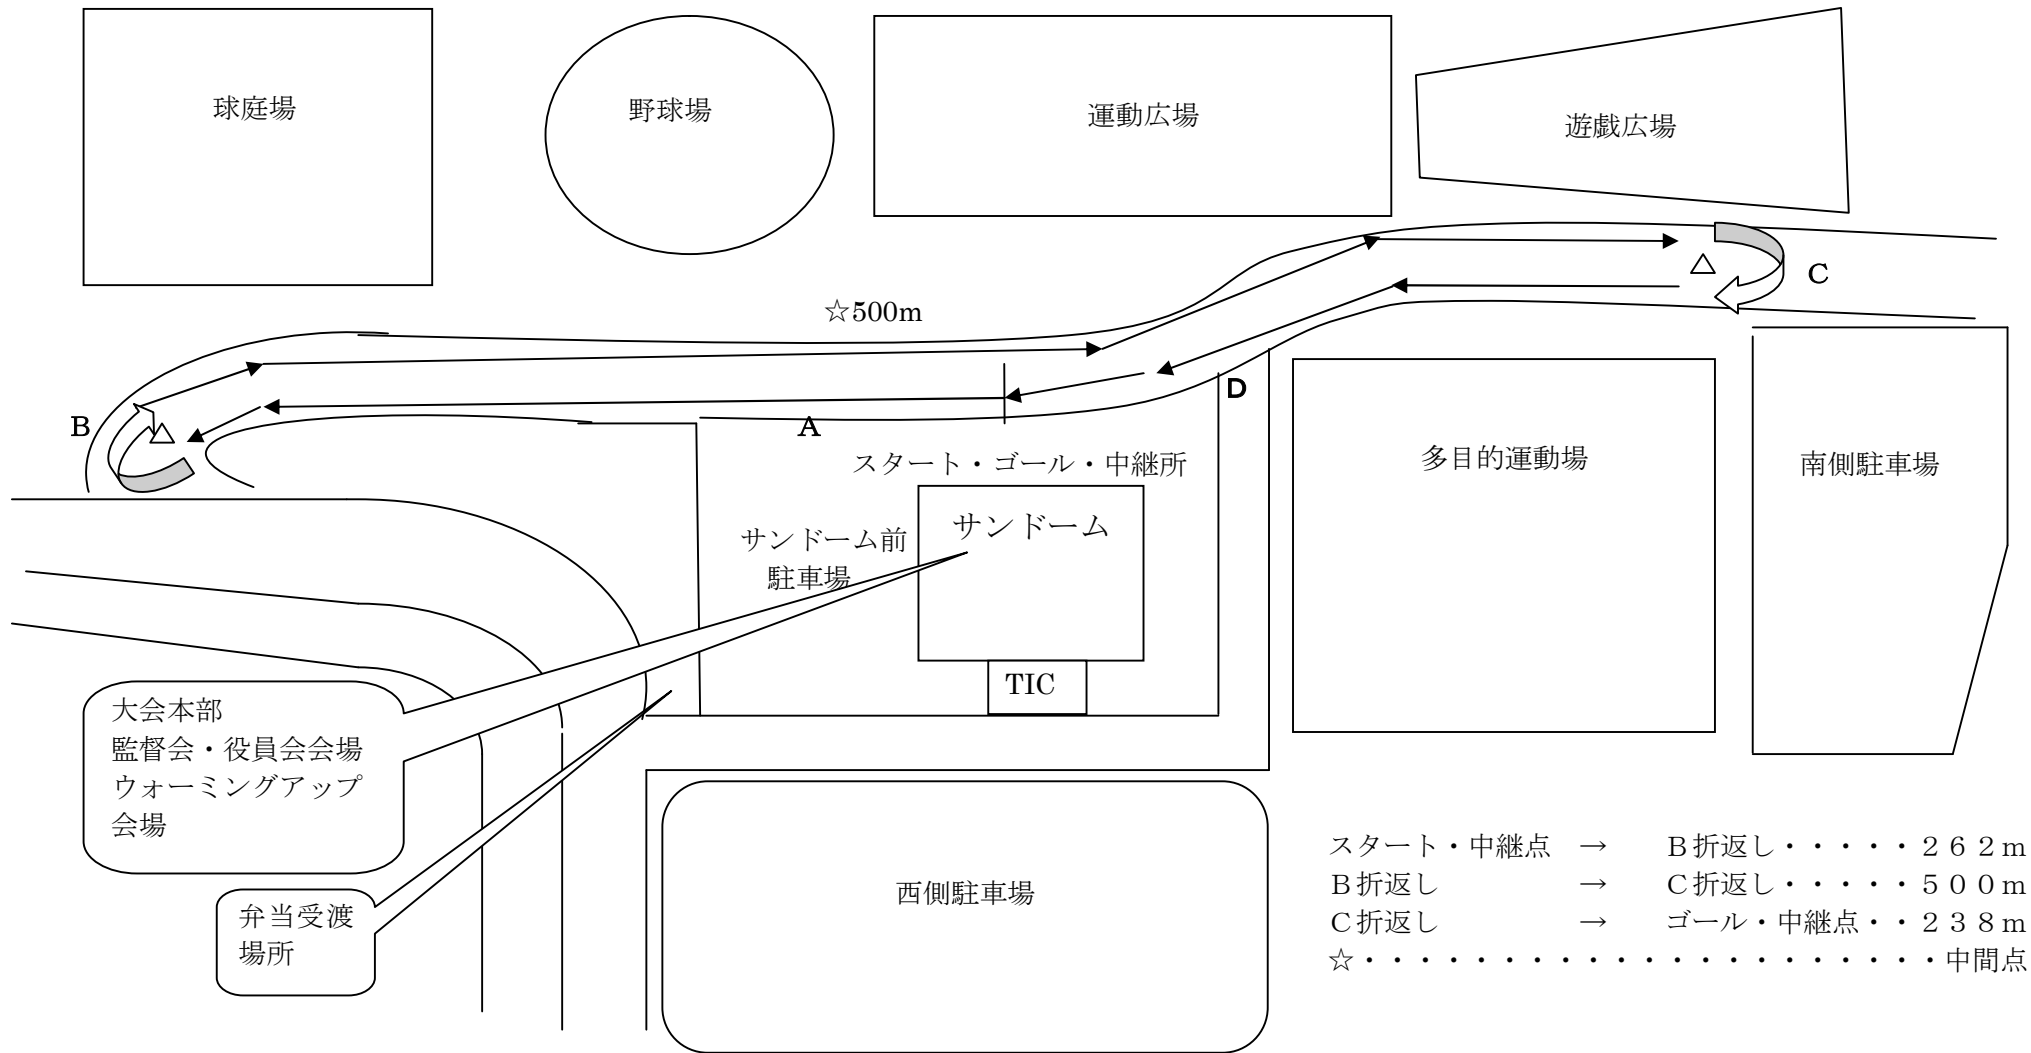 球庭場
野球場
運動広場
遊戯広場
☆500m
C
B
A
D
スタート・ゴール・中継所
多目的運動場
南側駐車場
サンドーム前
駐車場
サンドーム
TIC
大会本部
監督会・役員会会場
ウォーミングアップ
会場
弁当受渡
場所
西側駐車場
スタート・中継点 → Ｂ折返し・・・・・２６２ｍ
Ｂ折返し → Ｃ折返し・・・・・５００ｍ
Ｃ折返し → ゴール・中継点・・２３８ｍ
☆・・・・・・・・・・・・・・・・・・・・・中間点